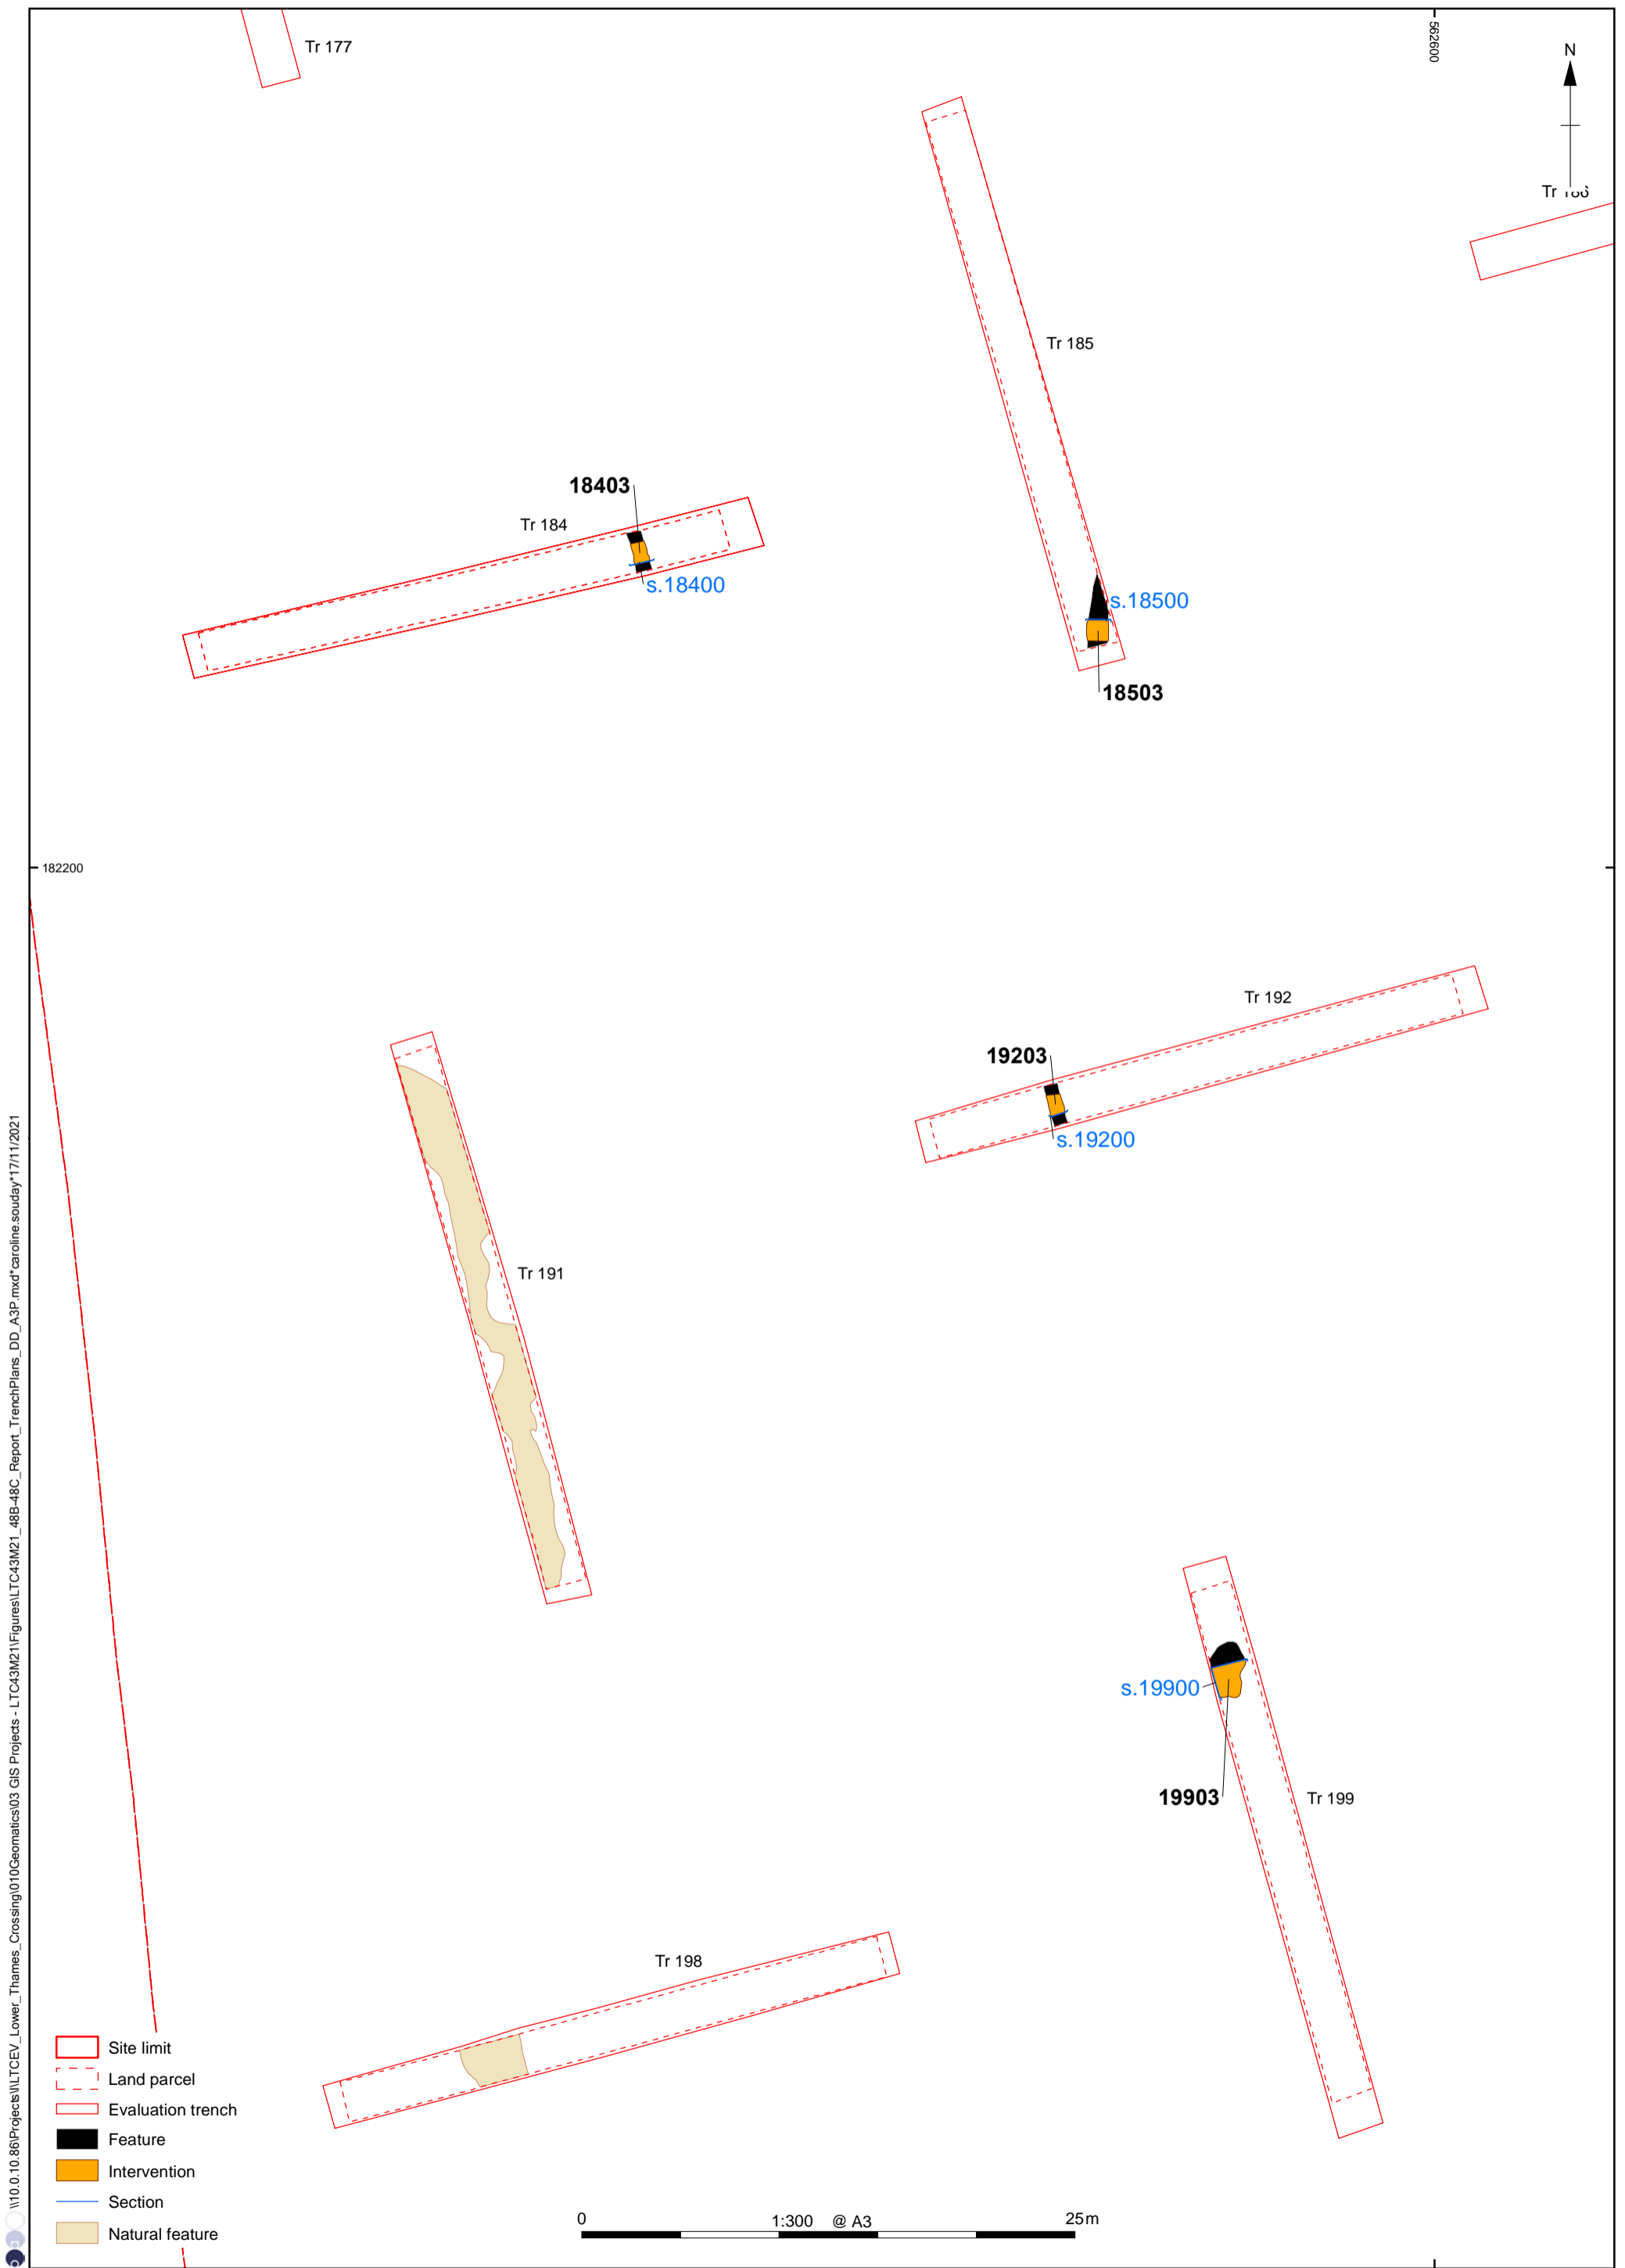 Tr 177
562600
N
Tr 186
Tr 185
18403
Tr 184
s.18400
s.18500
18503
182200
Tr 192
19203
s.19200
Tr 191
s.19900
19903
Tr 199
Tr 198
Site limit
Land parcel
Evaluation trench
Feature
Intervention
Section
Natural feature
0 1:300 @ A3 25m
\\10.0.10.86\Projects\l\LTCEV_Lower_Thames_Crossing\010Geomatics\03 GIS Projects - LTC43M21\Figures\LTC43M21_48B-48C_Report_TrenchPlans_DD_A3P.mxd*caroline.souday*17/11/2021